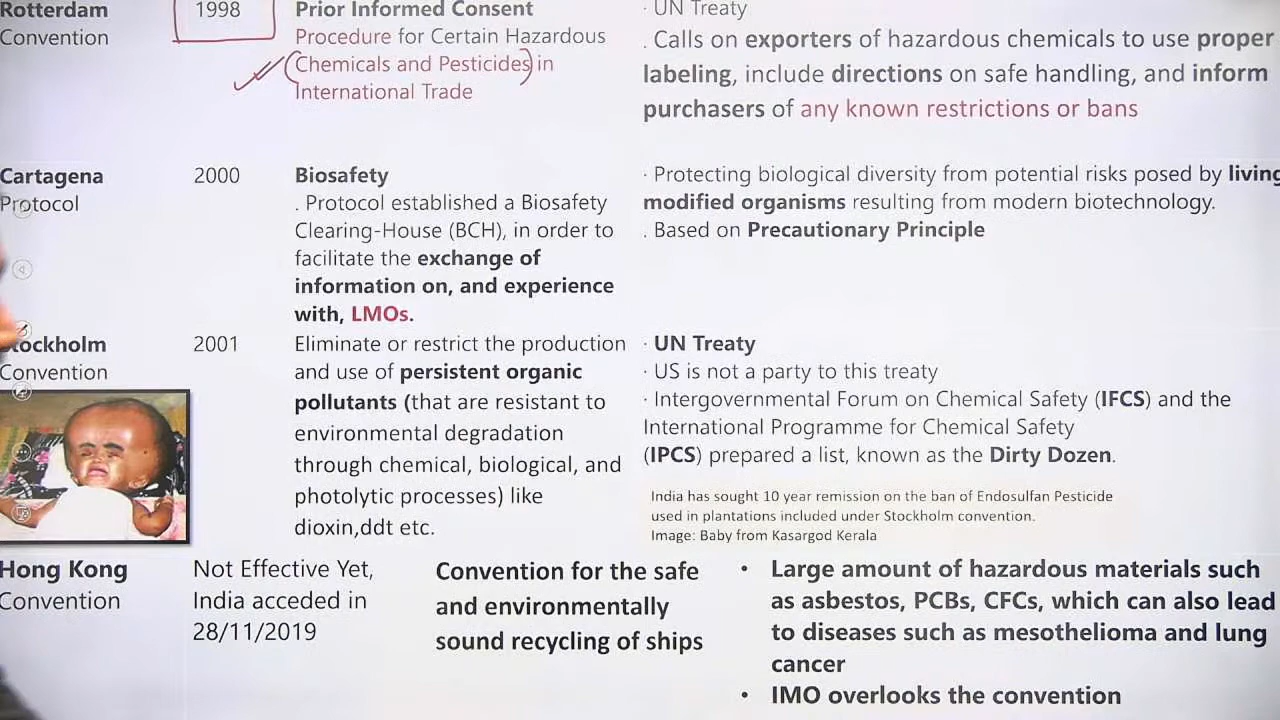 Rotterdam
Convention
1998
Prior Informed Consent
Procedure for Certain Hazardous
Chemicals and Pesticides in
International Trade
· UN Treaty
. Calls on exporters of hazardous chemicals to use proper
labeling, include directions on safe handling, and inform
purchasers of any known restrictions or bans
Cartagena
Protocol
2000
Biosafety
. Protocol established a Biosafety
Clearing-House (BCH), in order to
facilitate the exchange of
information on, and experience
with, LMOs.
· Protecting biological diversity from potential risks posed by living
modified organisms resulting from modern biotechnology.
. Based on Precautionary Principle
Stockholm
Convention
2001
Eliminate or restrict the production
and use of persistent organic
pollutants (that are resistant to
environmental degradation
through chemical, biological, and
photolytic processes) like
dioxin,ddt etc.
· UN Treaty
· US is not a party to this treaty
· Intergovernmental Forum on Chemical Safety (IFCS) and the
International Programme for Chemical Safety
(IPCS) prepared a list, known as the Dirty Dozen.
India has sought 10 year remission on the ban of Endosulfan Pesticide
used in plantations included under Stockholm convention.
Image: Baby from Kasargod Kerala
Hong Kong
Convention
Not Effective Yet,
India acceded in
28/11/2019
Convention for the safe
and environmentally
sound recycling of ships
• Large amount of hazardous materials such
as asbestos, PCBs, CFCs, which can also lead
to diseases such as mesothelioma and lung
cancer
• IMO overlooks the convention